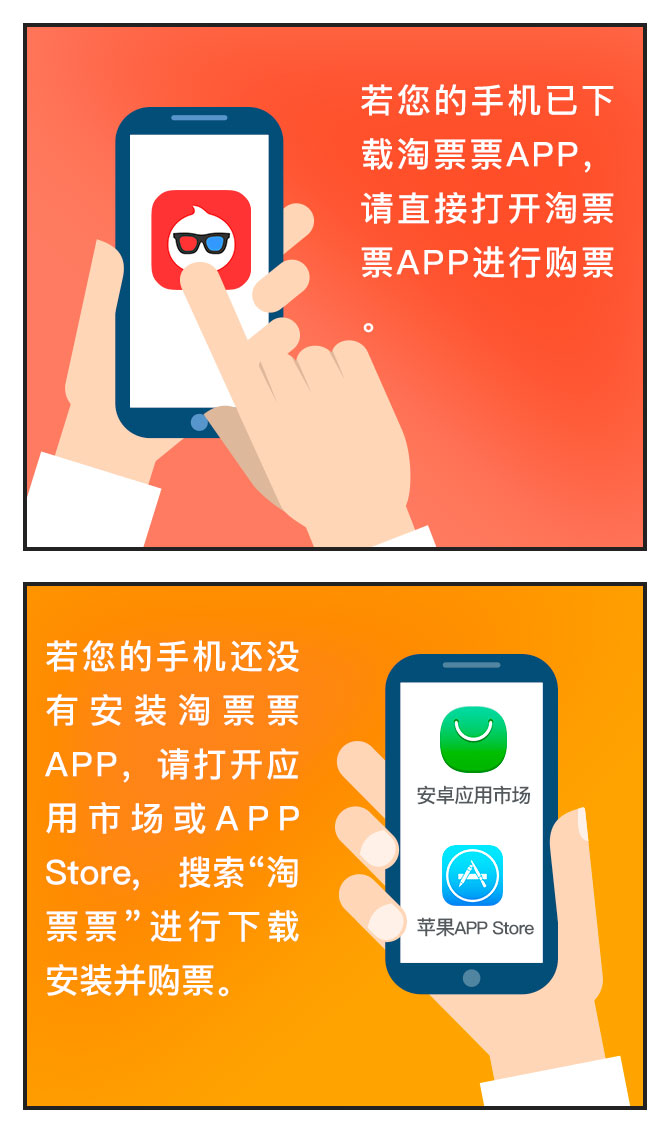 若您的手机已下
载淘票票APP，
请直接打开淘票
票APP进行购票
。
若您的手机还没
有安装淘票票
APP，请打开应
用市场或APP
Store，搜索“淘
票票”进行下载
安装并购票。
安卓应用市场
苹果APP Store